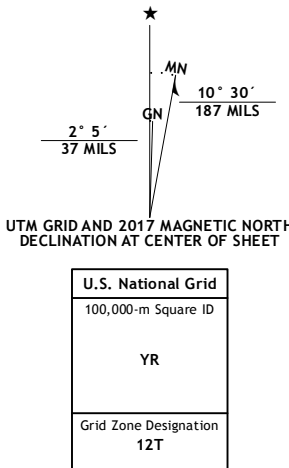 ★
MN
GN
10° 30´
187 MILS
2° 5´
37 MILS
UTM GRID AND 2017 MAGNETIC NORTH
DECLINATION AT CENTER OF SHEET
U.S. National Grid
100,000-m Square ID
YR
Grid Zone Designation
12T